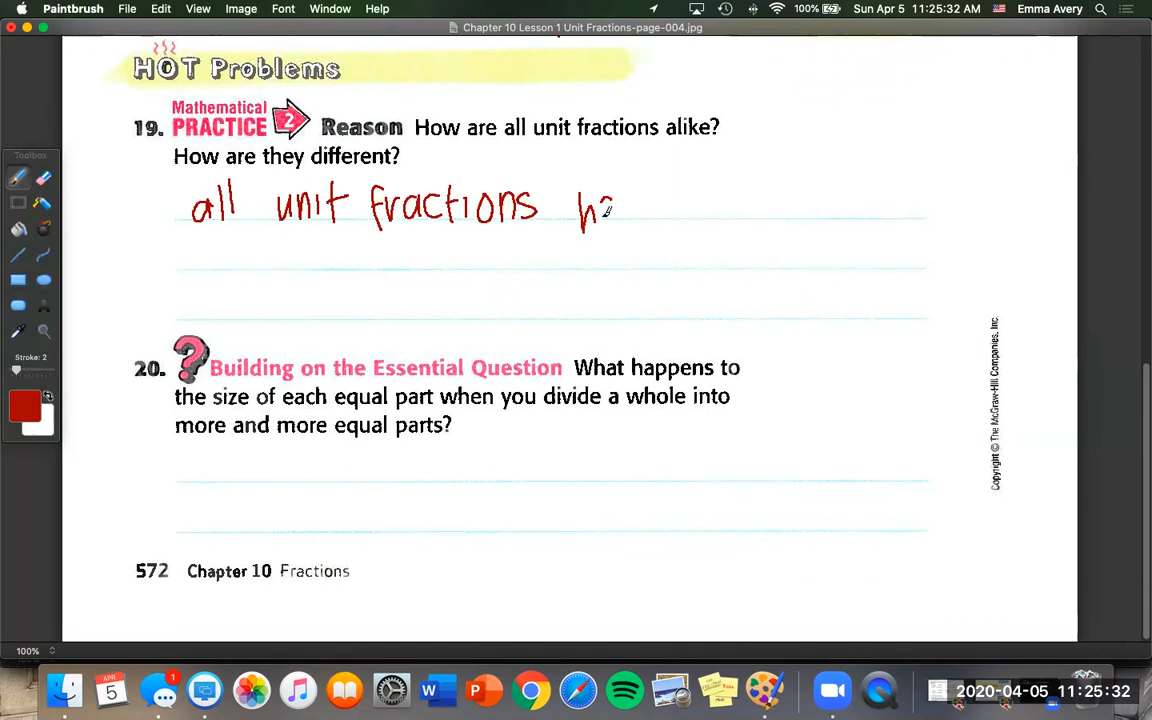 Paintbrush File Edit View Image Font Window Help 100% Sun Apr 5 11:25:32 AM Emma Avery
Chapter 10 Lesson 1 Unit Fractions-page-004.jpg
HOT Problems
Mathematical
19. PRACTICE 2 Reason How are all unit fractions alike?
How are they different?
all unit fractions
Toolbox
Stroke: 2
20. ? Building on the Essential Question What happens to
the size of each equal part when you divide a whole into
more and more equal parts?
Copyright © The McGraw-Hill Companies, Inc.
572 Chapter 10 Fractions
100%
APR
5
1
W
P
2020-04-05 11:25:32